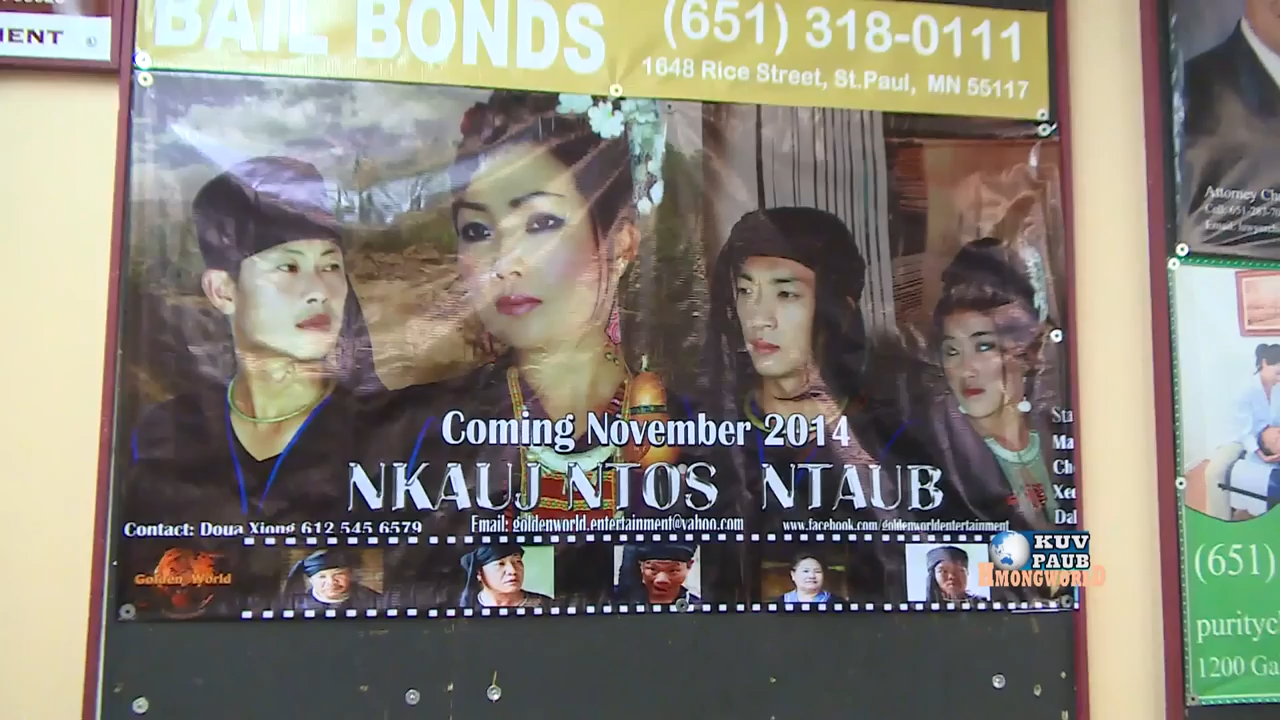 MENT
BAIL BONDS
(651) 318-0111
1648 Rice Street, St.Paul, MN 55117
Coming November 2014
NKAUJ NTOS NTAUB
Contact: Doua Xiong 612 545 6579
Email: goldenworld.entertainment@yahoo.com
www.facebook.com/goldenworldentertainment
Golden World
KUV
PAUB
HMONGWORLD
Attorney
(651)
1200